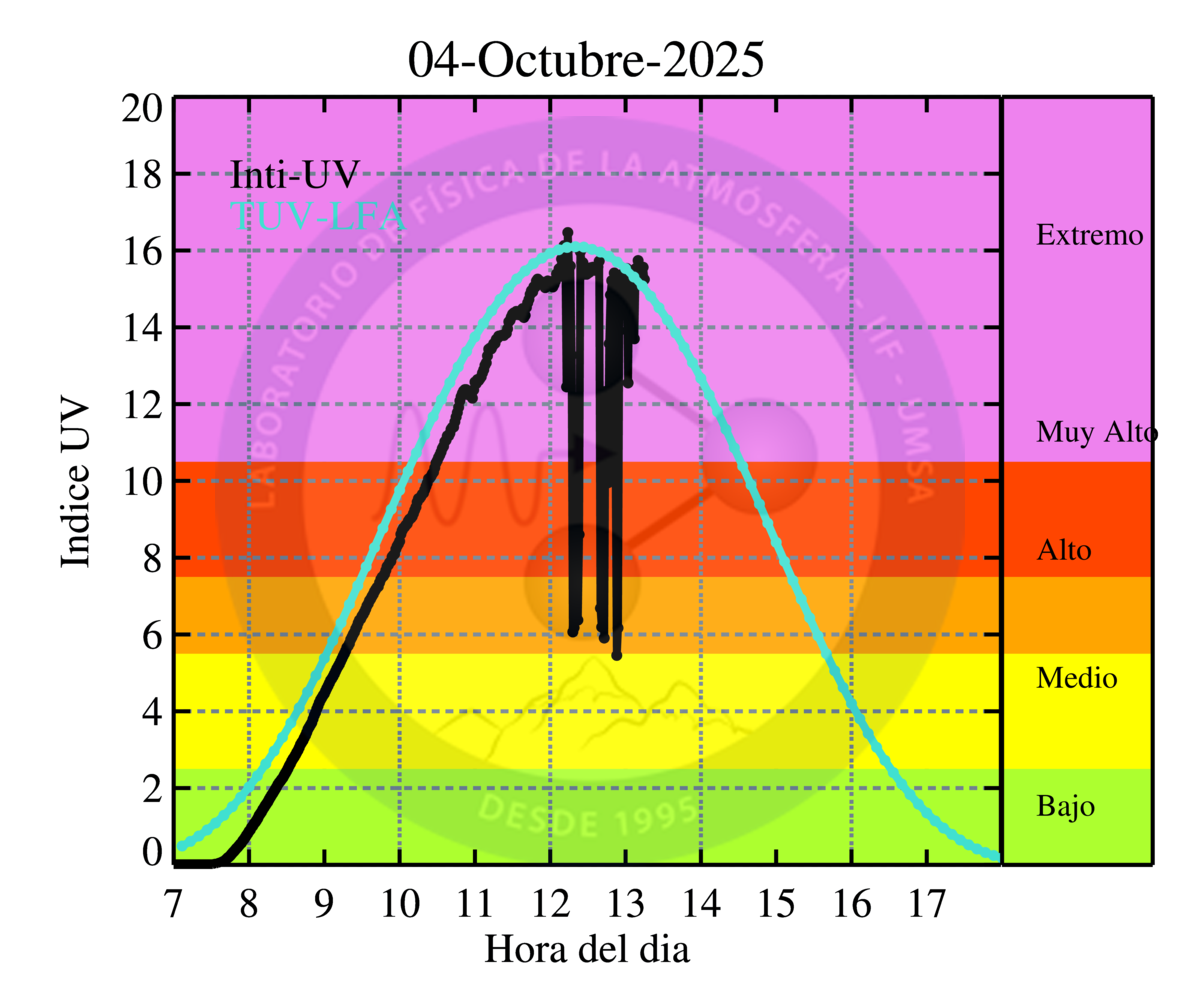 04-Octubre-2025
20
18
16
14
12
10
8
6
4
2
0
Indice UV
Inti-UV
TUV-LFA
LABORATORIO DE FÍSICA DE LA ATMÓSFERA - IIF - UMSA
DESDE 1995
Extremo
Muy Alto
Alto
Medio
Bajo
7 8 9 10 11 12 13 14 15 16 17
Hora del dia